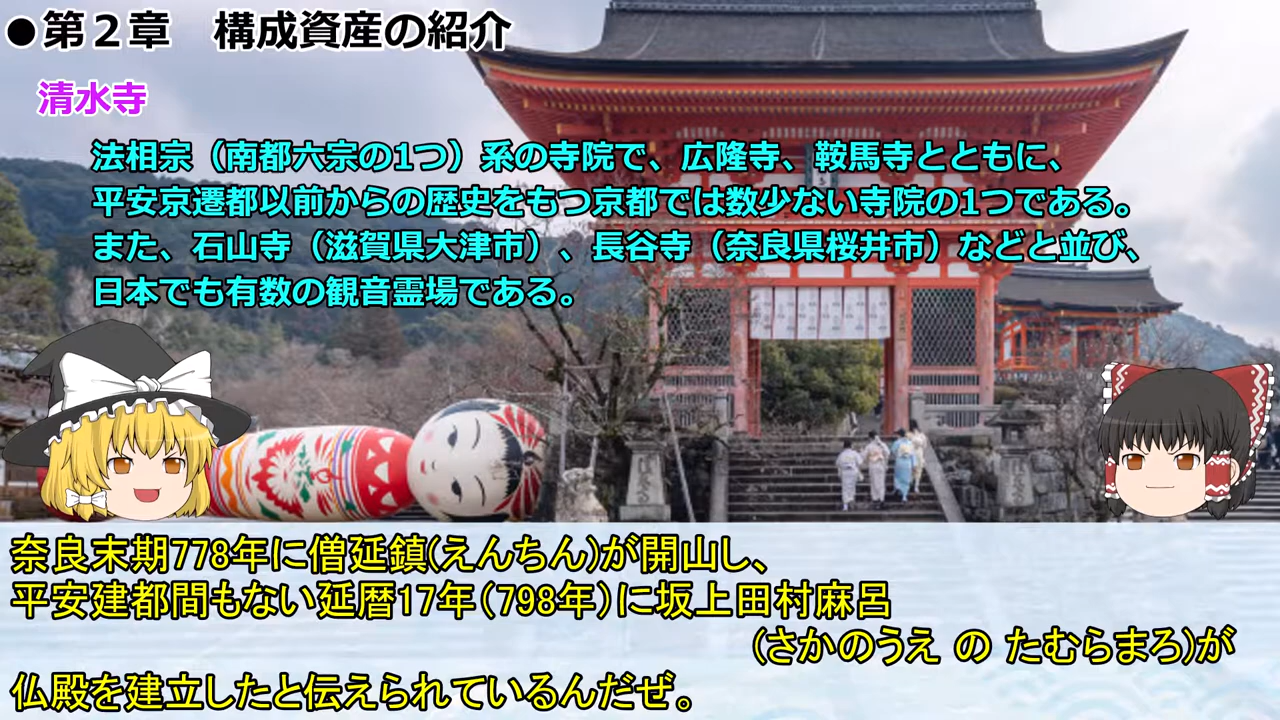 ●第２章　構成資産の紹介
清水寺
法相宗（南都六宗の1つ）系の寺院で、広隆寺、鞍馬寺とともに、
平安京遷都以前からの歴史をもつ京都では数少ない寺院の1つである。
また、石山寺（滋賀県大津市）、長谷寺（奈良県桜井市）などと並び、
日本でも有数の観音霊場である。
奈良末期778年に僧延鎮(えんちん)が開山し、
平安建都間もない延暦17年（798年）に坂上田村麻呂
(さかのうえ の たむらまろ)が
仏殿を建立したと伝えられているんだぜ。